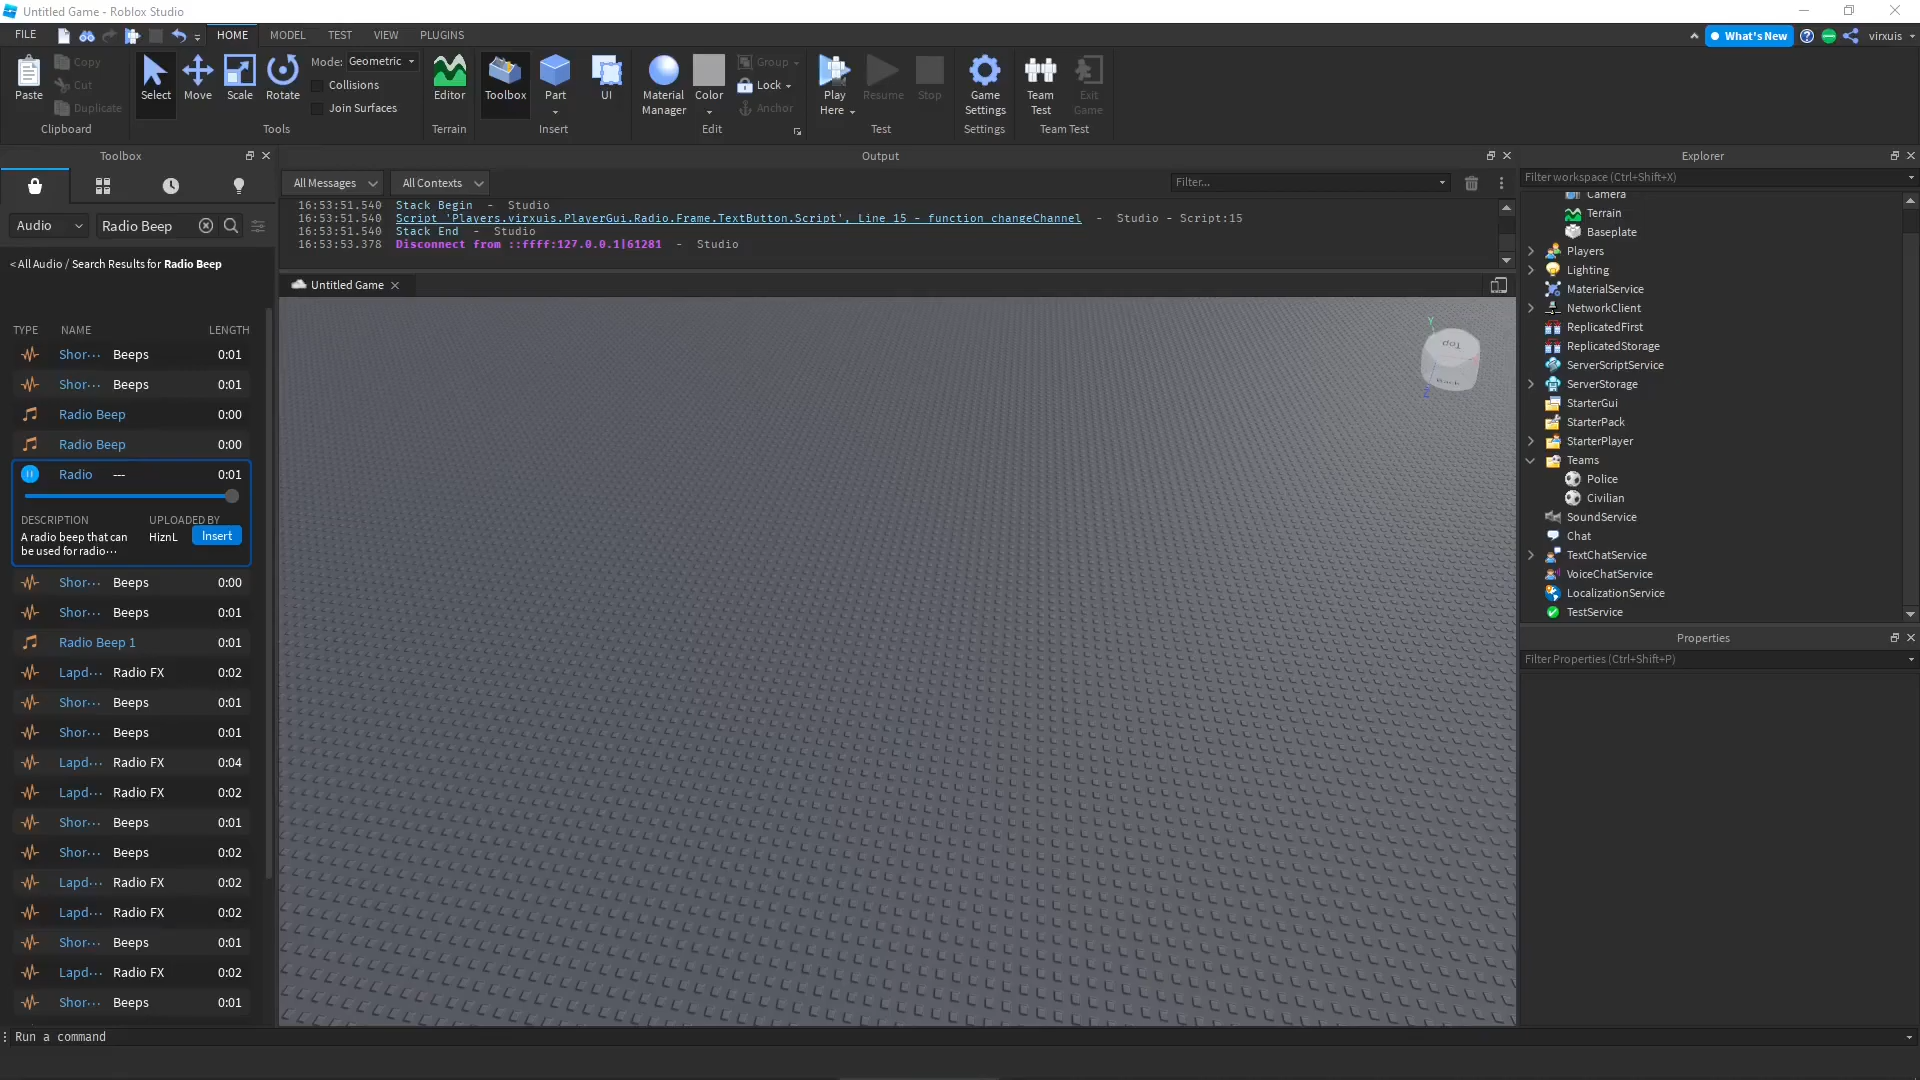 Untitled Game - Roblox Studio
FILE HOME MODEL TEST VIEW PLUGINS What's New virxuis
Paste Copy Cut Duplicate Clipboard
Select Move Scale Rotate Mode: Geometric Collisions Join Surfaces Tools
Editor Terrain
Toolbox Part UI Insert
Material Manager Color Group Lock Anchor Edit
Play Here Resume Stop Test
Game Settings Settings
Team Test Exit Game Team Test
Toolbox
Audio Radio Beep
< All Audio / Search Results for Radio Beep
TYPE NAME LENGTH
Shor... Beeps 0:01
Shor... Beeps 0:01
Radio Beep 0:00
Radio Beep 0:00
Radio --- 0:01
DESCRIPTION UPLOADED BY
A radio beep that can HiznL Insert
be used for radio...
Shor... Beeps 0:00
Shor... Beeps 0:01
Radio Beep 1 0:01
Lapd... Radio FX 0:02
Shor... Beeps 0:01
Shor... Beeps 0:01
Lapd... Radio FX 0:04
Lapd... Radio FX 0:02
Shor... Beeps 0:01
Shor... Beeps 0:02
Lapd... Radio FX 0:02
Lapd... Radio FX 0:02
Shor... Beeps 0:01
Lapd... Radio FX 0:02
Shor... Beeps 0:01
Output
All Messages All Contexts Filter...
16:53:51.540 Stack Begin - Studio
16:53:51.540 Script 'Players.virxuis.PlayerGui.Radio.Frame.TextButton.Script', Line 15 - function changeChannel - Studio - Script:15
16:53:51.540 Stack End - Studio
16:53:53.378 Disconnect from ::ffff:127.0.0.1|61281 - Studio
Untitled Game
Y
Top
Back
Z
Explorer
Filter workspace (Ctrl+Shift+X)
Camera
Terrain
Baseplate
Players
Lighting
MaterialService
NetworkClient
ReplicatedFirst
ReplicatedStorage
ServerScriptService
ServerStorage
StarterGui
StarterPack
StarterPlayer
Teams
Police
Civilian
SoundService
Chat
TextChatService
VoiceChatService
LocalizationService
TestService
Properties
Filter Properties (Ctrl+Shift+P)
Run a command